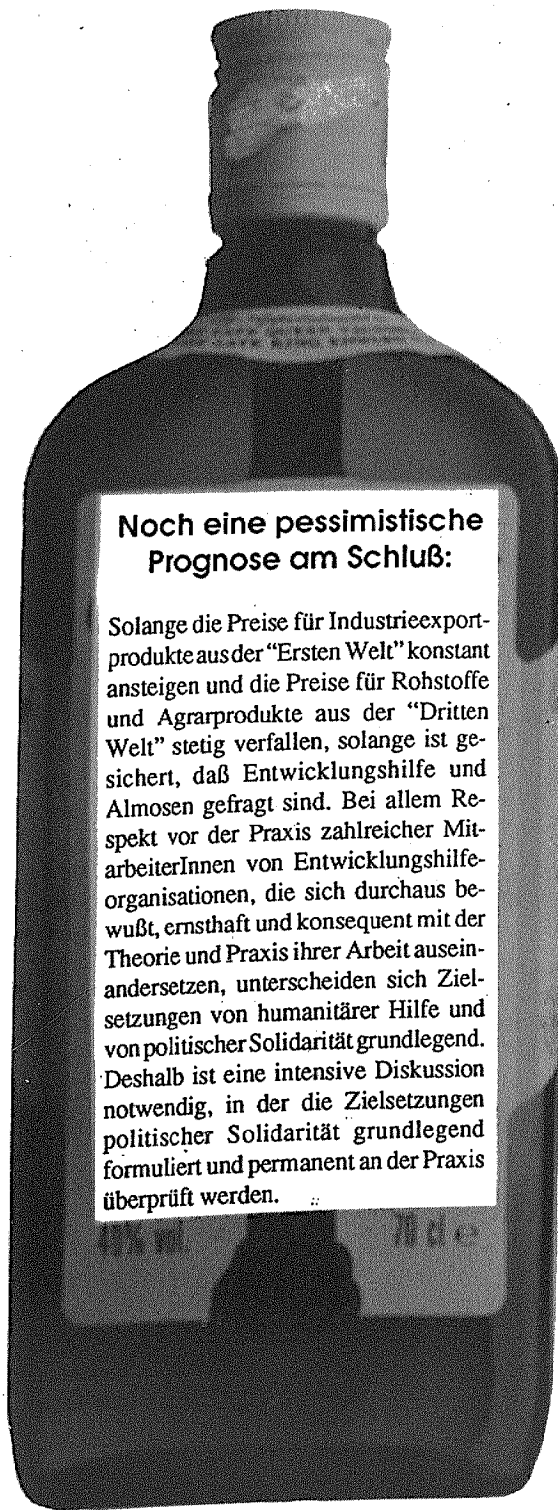 Noch eine pessimistische
Prognose am Schluß:
Solange die Preise für Industrieexport-
produkte aus der "Ersten Welt" konstant
ansteigen und die Preise für Rohstoffe
und Agrarprodukte aus der "Dritten
Welt" stetig verfallen, solange ist ge-
sichert, daß Entwicklungshilfe und
Almosen gefragt sind. Bei allem Re-
spekt vor der Praxis zahlreicher Mit-
arbeiterInnen von Entwicklungshilfe-
organisationen, die sich durchaus be-
wußt, ernsthaft und konsequent mit der
Theorie und Praxis ihrer Arbeit ausein-
andersetzen, unterscheiden sich Ziel-
setzungen von humanitärer Hilfe und
von politischer Solidarität grundlegend.
Deshalb ist eine intensive Diskussion
notwendig, in der die Zielsetzungen
politischer Solidarität grundlegend
formuliert und permanent an der Praxis
überprüft werden.
vol. 70 cl e